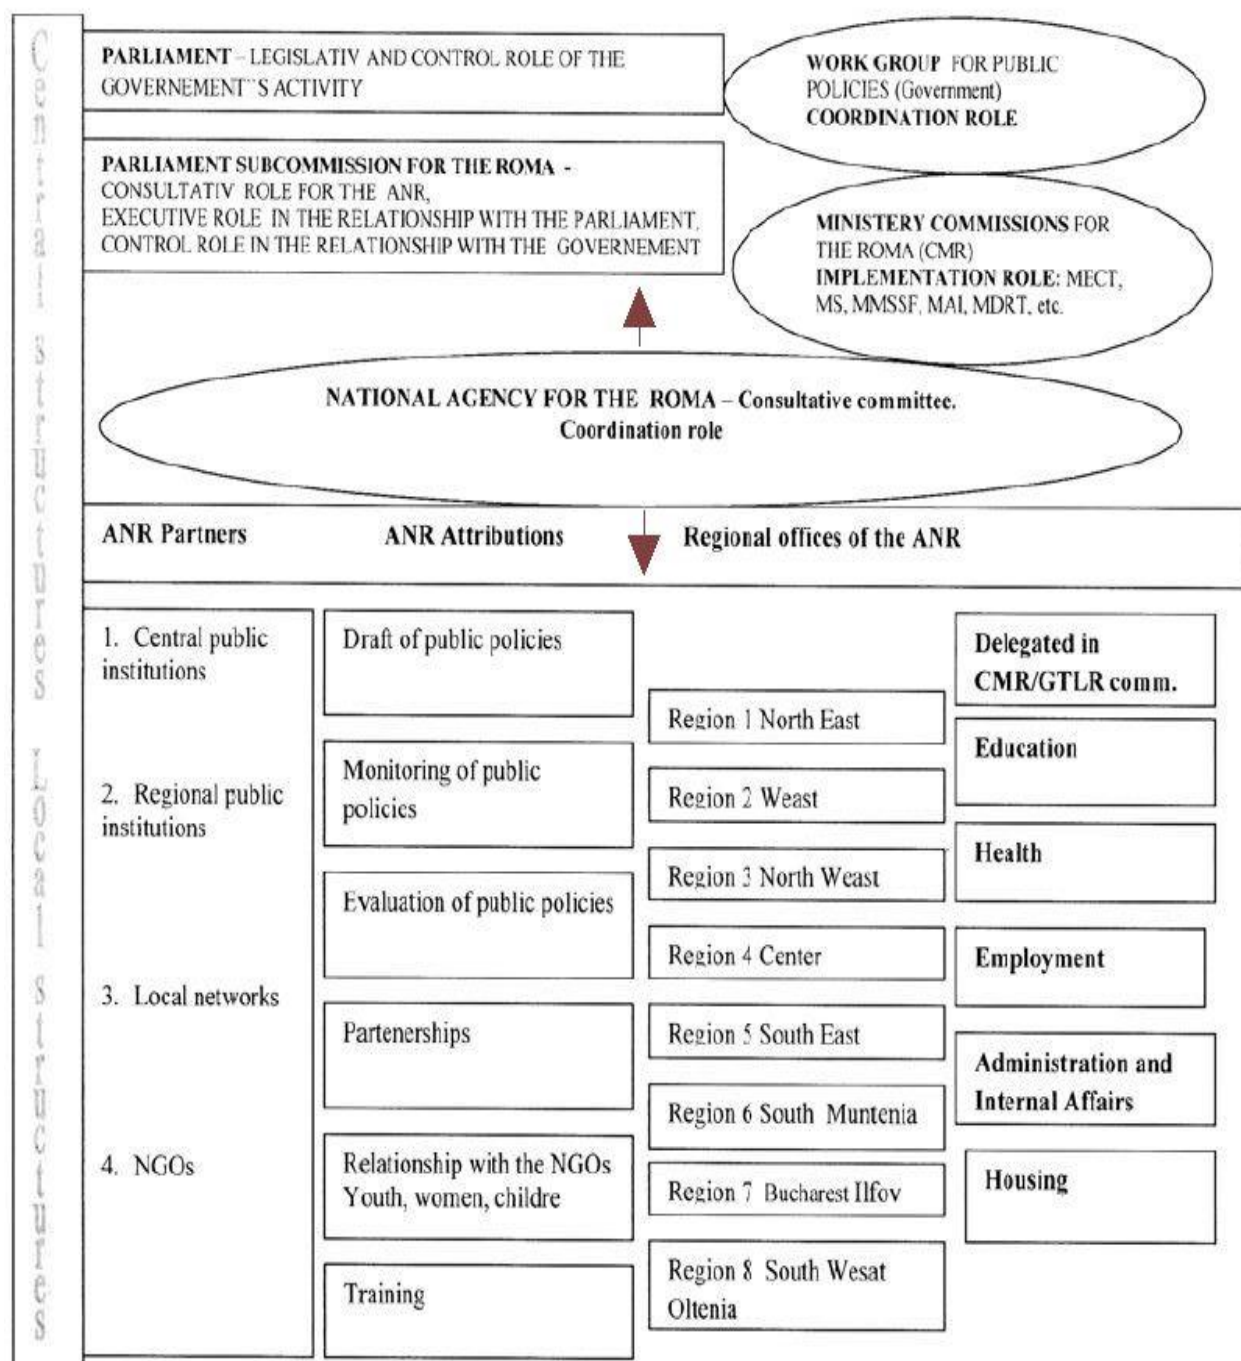 Centrall structures Local structures
PARLIAMENT – LEGISLATIV AND CONTROL ROLE OF THE
GOVERNEMENT``S ACTIVITY
WORK GROUP FOR PUBLIC
POLICIES (Government)
COORDINATION ROLE
PARLIAMENT SUBCOMMISSION FOR THE ROMA -
CONSULTATIV ROLE FOR THE ANR,
EXECUTIVE ROLE IN THE RELATIONSHIP WITH THE PARLIAMENT,
CONTROL ROLE IN THE RELATIONSHIP WITH THE GOVERNEMENT
MINISTERY COMMISSIONS FOR
THE ROMA (CMR)
IMPLEMENTATION ROLE: MECT,
MS, MMSSF, MAI, MDRT, etc.
NATIONAL AGENCY FOR THE ROMA – Consultative committee.
Coordination role
ANR Partners
ANR Attributions
Regional offices of the ANR
1. Central public
institutions
2. Regional public
institutions
3. Local networks
4. NGOs
Draft of public policies
Monitoring of public
policies
Evaluation of public policies
Partenerships
Relationship with the NGOs
Youth, women, childre
Training
Region 1 North East
Region 2 Weast
Region 3 North Weast
Region 4 Center
Region 5 South East
Region 6 South Muntenia
Region 7 Bucharest Ilfov
Region 8 South Wesat
Oltenia
Delegated in
CMR/GTLR comm.
Education
Health
Employment
Administration and
Internal Affairs
Housing